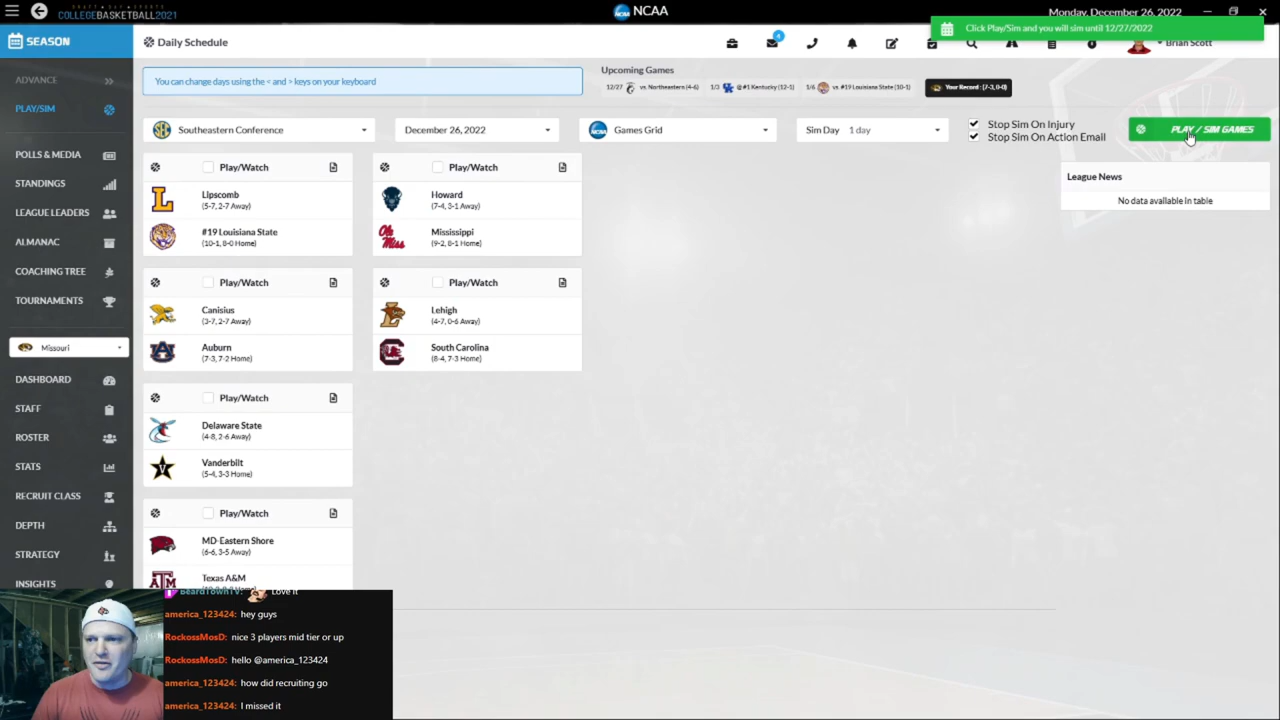 DRAFT DAY SPORTS
COLLEGEBASKETBALL2021
NCAA
Monday, December 26, 2022
Click Play/Sim and you will sim until 12/27/2022
SEASON
Daily Schedule
4
Brian Scott
ADVANCE
PLAY/SIM
POLLS & MEDIA
STANDINGS
LEAGUE LEADERS
ALMANAC
COACHING TREE
TOURNAMENTS
Missouri
DASHBOARD
STAFF
ROSTER
STATS
RECRUIT CLASS
DEPTH
STRATEGY
INSIGHTS
You can change days using the < and > keys on your keyboard
Upcoming Games
12/27 vs. Northeastern (4-6) 1/3 @ #1 Kentucky (12-1) 1/6 vs. #19 Louisiana State (10-1)
Your Record : (7-3, 0-0)
Southeastern Conference
December 26, 2022
Games Grid
Sim Day 1 day
Stop Sim On Injury
Stop Sim On Action Email
PLAY / SIM GAMES
League News
No data available in table
Play/Watch
Lipscomb
(5-7, 2-7 Away)
#19 Louisiana State
(10-1, 8-0 Home)
Play/Watch
Howard
(7-4, 3-1 Away)
Mississippi
(9-2, 8-1 Home)
Play/Watch
Canisius
(3-7, 2-7 Away)
Auburn
(7-3, 7-2 Home)
Play/Watch
Lehigh
(4-7, 0-6 Away)
South Carolina
(8-4, 7-3 Home)
Play/Watch
Delaware State
(4-8, 2-6 Away)
Vanderbilt
(5-4, 3-3 Home)
Play/Watch
MD-Eastern Shore
(6-6, 3-5 Away)
Texas A&M
BeardTownTV: Love it
america_123424: hey guys
RockossMosD: nice 3 players mid tier or up
RockossMosD: hello @america_123424
america_123424: how did recruiting go
america_123424: I missed it